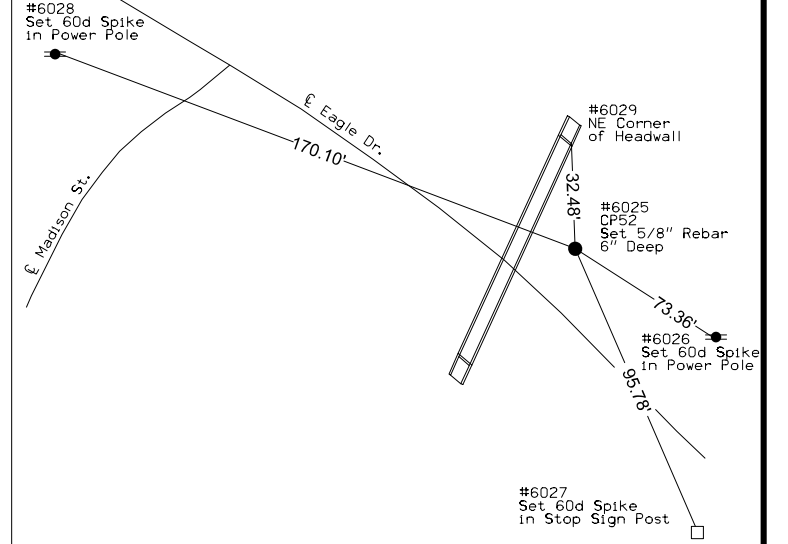 #6028
Set 60d Spike
in Power Pole
℄ Eagle Dr.
170.10'
℄ Madison St.
#6029
NE Corner
of Headwall
32.48'
#6025
CP52
Set 5/8" Rebar
6" Deep
73.36'
#6026
Set 60d Spike
in Power Pole
95.78'
#6027
Set 60d Spike
in Stop Sign Post